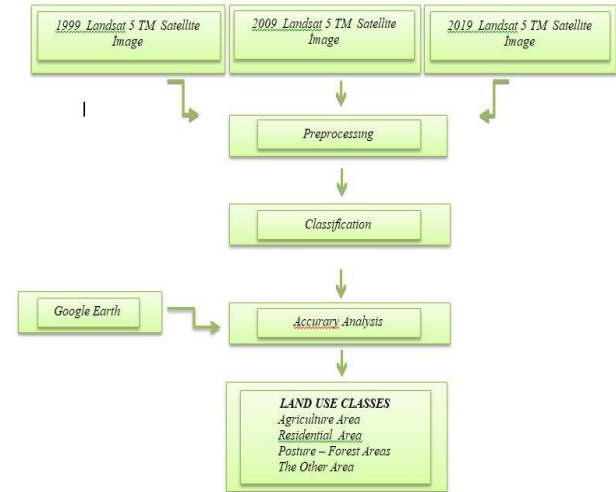 1999 Landsat 5 TM Satellite
Image
2009 Landsat 5 TM Satellite
Image
2019 Landsat 5 TM Satellite
Image
Preprocessing
Classification
Google Earth
Accurary Analysis
LAND USE CLASSES
Agriculture Area
Residential Area
Posture – Forest Areas
The Other Area